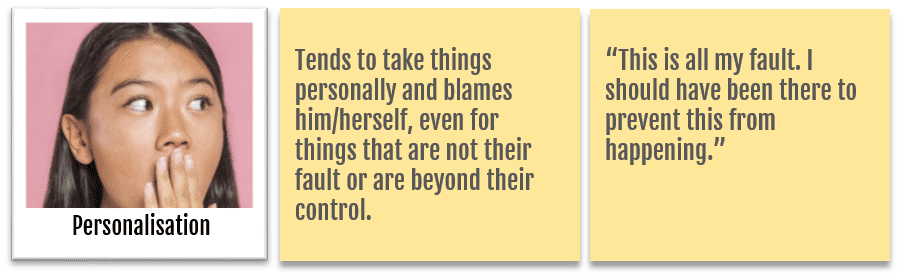 Personalisation
Tends to take things
personally and blames
him/herself, even for
things that are not their
fault or are beyond their
control.
“This is all my fault. I
should have been there to
prevent this from
happening.”